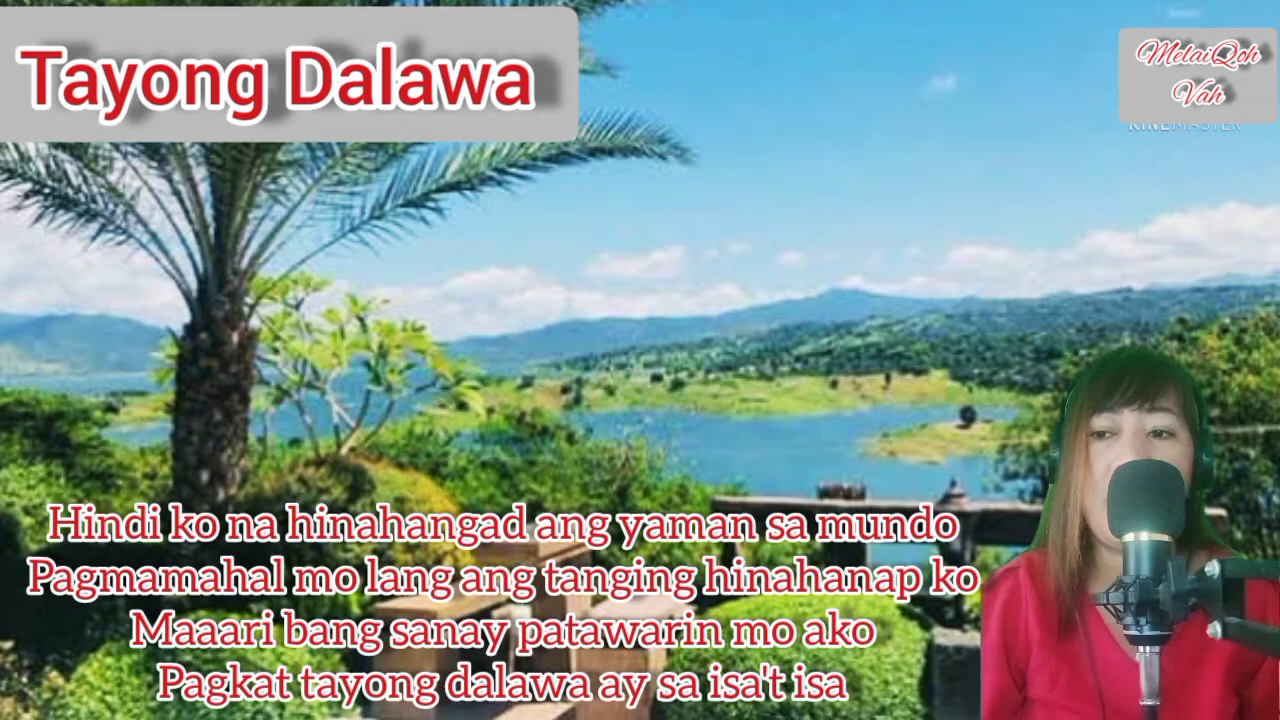 Tayong Dalawa
MelaiQoh
Vah
KINEMASTER
Hindi ko na hinahangad ang yaman sa mundo
Pagmamahal mo lang ang tanging hinahanap ko
Maaari bang sanay patawarin mo ako
Pagkat tayong dalawa ay sa isa't isa